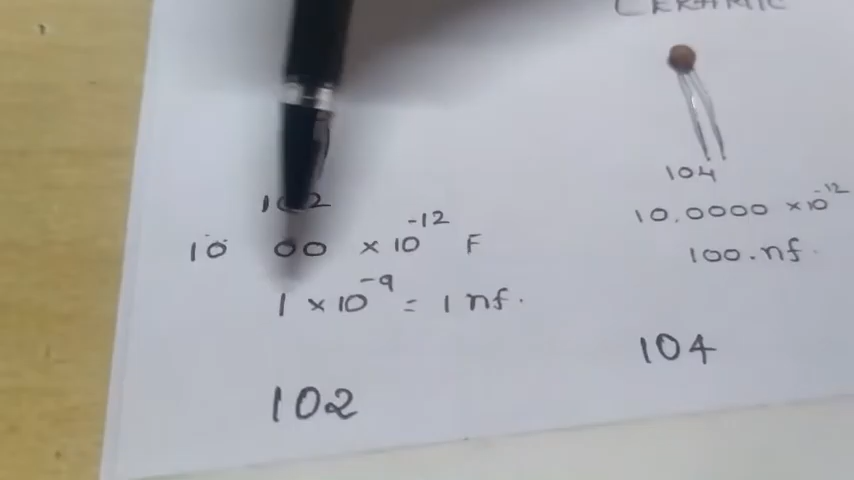 CERAMIC
104
10.0000 ×10⁻¹²
100.nf.
104
102
10 00 × 10⁻¹² F
1 × 10⁻⁹ = 1 nf.
102